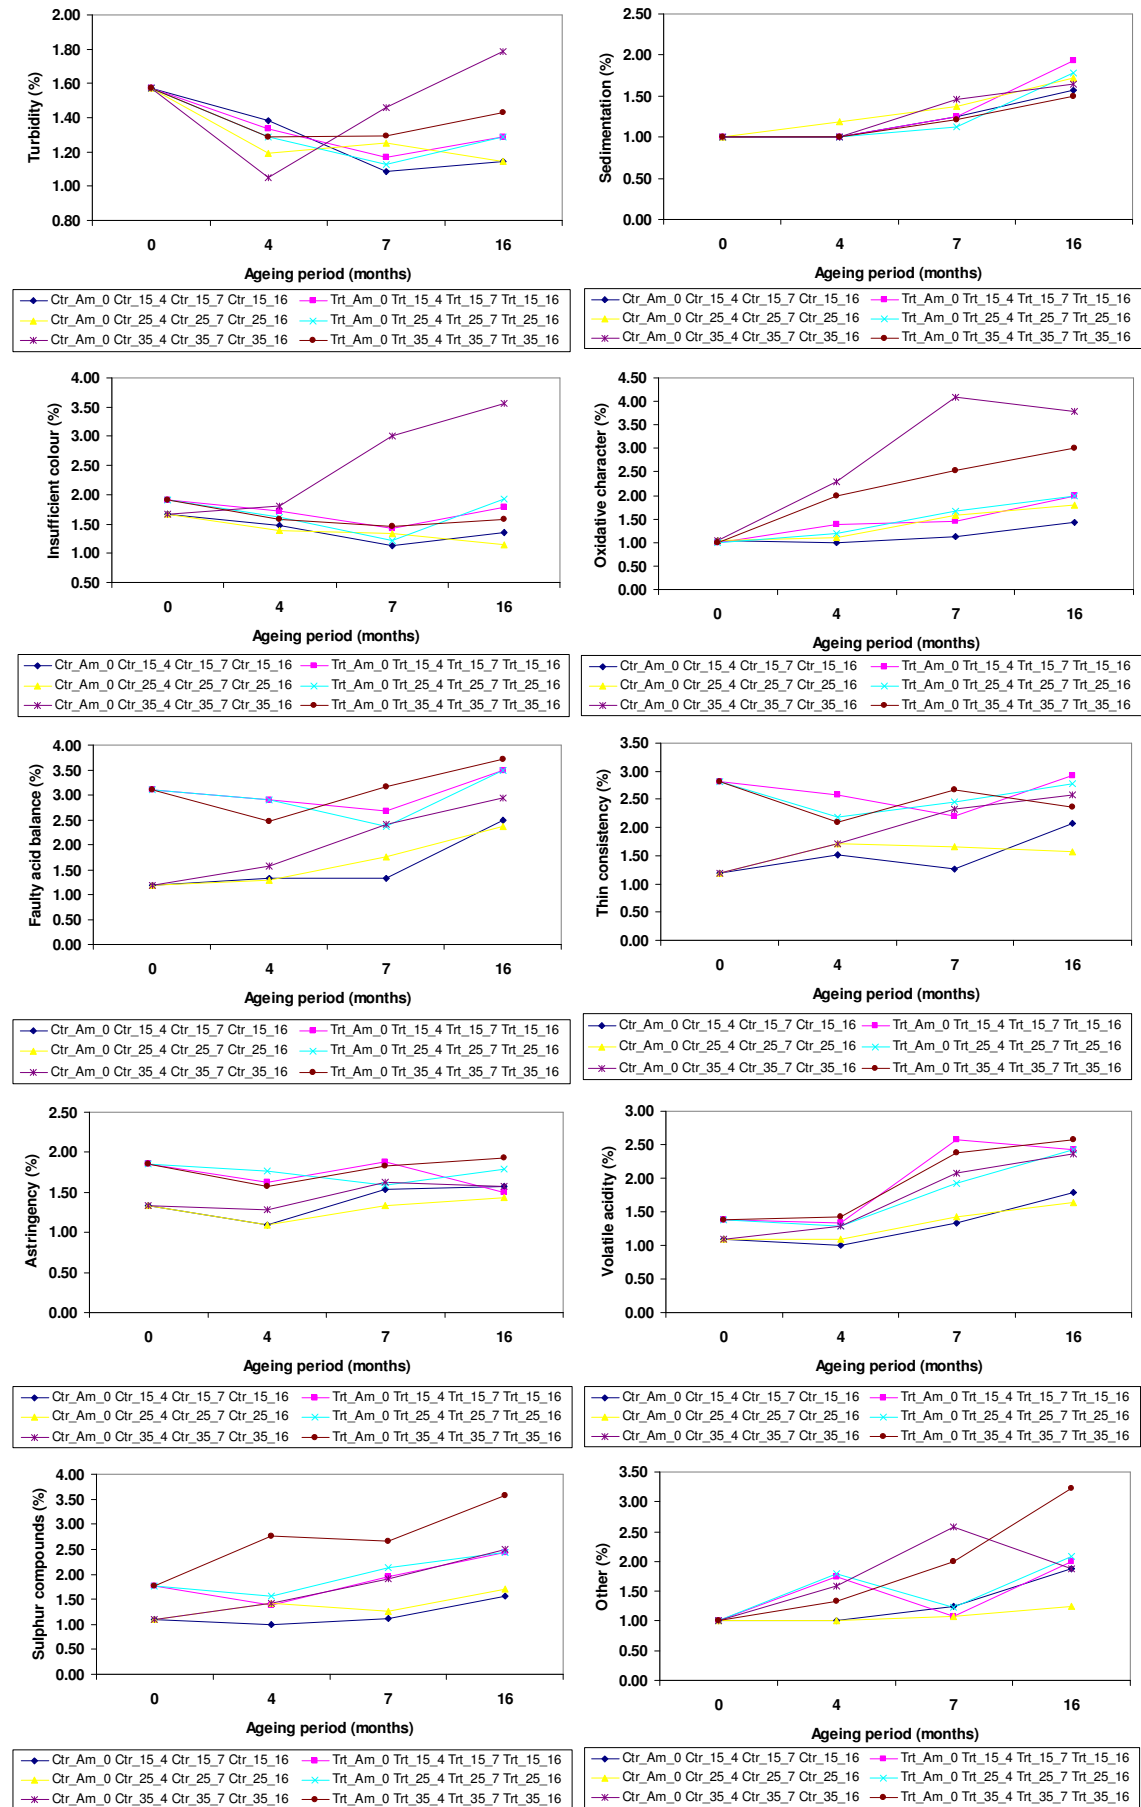 2.00
1.80
1.60
1.40
1.20
1.00
0.80
Turbidity (%)
0 4 7 16
Ageing period (months)
Ctr_Am_0 Ctr_15_4 Ctr_15_7 Ctr_15_16 Trt_Am_0 Trt_15_4 Trt_15_7 Trt_15_16
Ctr_Am_0 Ctr_25_4 Ctr_25_7 Ctr_25_16 Trt_Am_0 Trt_25_4 Trt_25_7 Trt_25_16
Ctr_Am_0 Ctr_35_4 Ctr_35_7 Ctr_35_16 Trt_Am_0 Trt_35_4 Trt_35_7 Trt_35_16
2.50
2.00
1.50
1.00
0.50
0.00
Sedimentation (%)
0 4 7 16
Ageing period (months)
Ctr_Am_0 Ctr_15_4 Ctr_15_7 Ctr_15_16 Trt_Am_0 Trt_15_4 Trt_15_7 Trt_15_16
Ctr_Am_0 Ctr_25_4 Ctr_25_7 Ctr_25_16 Trt_Am_0 Trt_25_4 Trt_25_7 Trt_25_16
Ctr_Am_0 Ctr_35_4 Ctr_35_7 Ctr_35_16 Trt_Am_0 Trt_35_4 Trt_35_7 Trt_35_16
4.00
3.50
3.00
2.50
2.00
1.50
1.00
0.50
Insufficient colour (%)
0 4 7 16
Ageing period (months)
Ctr_Am_0 Ctr_15_4 Ctr_15_7 Ctr_15_16 Trt_Am_0 Trt_15_4 Trt_15_7 Trt_15_16
Ctr_Am_0 Ctr_25_4 Ctr_25_7 Ctr_25_16 Trt_Am_0 Trt_25_4 Trt_25_7 Trt_25_16
Ctr_Am_0 Ctr_35_4 Ctr_35_7 Ctr_35_16 Trt_Am_0 Trt_35_4 Trt_35_7 Trt_35_16
4.50
4.00
3.50
3.00
2.50
2.00
1.50
1.00
0.50
0.00
Oxidative character (%)
0 4 7 16
Ageing period (months)
Ctr_Am_0 Ctr_15_4 Ctr_15_7 Ctr_15_16 Trt_Am_0 Trt_15_4 Trt_15_7 Trt_15_16
Ctr_Am_0 Ctr_25_4 Ctr_25_7 Ctr_25_16 Trt_Am_0 Trt_25_4 Trt_25_7 Trt_25_16
Ctr_Am_0 Ctr_35_4 Ctr_35_7 Ctr_35_16 Trt_Am_0 Trt_35_4 Trt_35_7 Trt_35_16
4.00
3.50
3.00
2.50
2.00
1.50
1.00
0.50
0.00
Faulty acid balance (%)
0 4 7 16
Ageing period (months)
Ctr_Am_0 Ctr_15_4 Ctr_15_7 Ctr_15_16 Trt_Am_0 Trt_15_4 Trt_15_7 Trt_15_16
Ctr_Am_0 Ctr_25_4 Ctr_25_7 Ctr_25_16 Trt_Am_0 Trt_25_4 Trt_25_7 Trt_25_16
Ctr_Am_0 Ctr_35_4 Ctr_35_7 Ctr_35_16 Trt_Am_0 Trt_35_4 Trt_35_7 Trt_35_16
3.50
3.00
2.50
2.00
1.50
1.00
0.50
0.00
Thin consistency (%)
0 4 7 16
Ageing period (months)
Ctr_Am_0 Ctr_15_4 Ctr_15_7 Ctr_15_16 Trt_Am_0 Trt_15_4 Trt_15_7 Trt_15_16
Ctr_Am_0 Ctr_25_4 Ctr_25_7 Ctr_25_16 Trt_Am_0 Trt_25_4 Trt_25_7 Trt_25_16
Ctr_Am_0 Ctr_35_4 Ctr_35_7 Ctr_35_16 Trt_Am_0 Trt_35_4 Trt_35_7 Trt_35_16
2.50
2.00
1.50
1.00
0.50
0.00
Astringency (%)
0 4 7 16
Ageing period (months)
Ctr_Am_0 Ctr_15_4 Ctr_15_7 Ctr_15_16 Trt_Am_0 Trt_15_4 Trt_15_7 Trt_15_16
Ctr_Am_0 Ctr_25_4 Ctr_25_7 Ctr_25_16 Trt_Am_0 Trt_25_4 Trt_25_7 Trt_25_16
Ctr_Am_0 Ctr_35_4 Ctr_35_7 Ctr_35_16 Trt_Am_0 Trt_35_4 Trt_35_7 Trt_35_16
3.00
2.50
2.00
1.50
1.00
0.50
0.00
Volatile acidity (%)
0 4 7 16
Ageing period (months)
Ctr_Am_0 Ctr_15_4 Ctr_15_7 Ctr_15_16 Trt_Am_0 Trt_15_4 Trt_15_7 Trt_15_16
Ctr_Am_0 Ctr_25_4 Ctr_25_7 Ctr_25_16 Trt_Am_0 Trt_25_4 Trt_25_7 Trt_25_16
Ctr_Am_0 Ctr_35_4 Ctr_35_7 Ctr_35_16 Trt_Am_0 Trt_35_4 Trt_35_7 Trt_35_16
4.00
3.50
3.00
2.50
2.00
1.50
1.00
0.50
0.00
Sulphur compounds (%)
0 4 7 16
Ageing period (months)
Ctr_Am_0 Ctr_15_4 Ctr_15_7 Ctr_15_16 Trt_Am_0 Trt_15_4 Trt_15_7 Trt_15_16
Ctr_Am_0 Ctr_25_4 Ctr_25_7 Ctr_25_16 Trt_Am_0 Trt_25_4 Trt_25_7 Trt_25_16
Ctr_Am_0 Ctr_35_4 Ctr_35_7 Ctr_35_16 Trt_Am_0 Trt_35_4 Trt_35_7 Trt_35_16
3.50
3.00
2.50
2.00
1.50
1.00
0.50
0.00
Other (%)
0 4 7 16
Ageing period (months)
Ctr_Am_0 Ctr_15_4 Ctr_15_7 Ctr_15_16 Trt_Am_0 Trt_15_4 Trt_15_7 Trt_15_16
Ctr_Am_0 Ctr_25_4 Ctr_25_7 Ctr_25_16 Trt_Am_0 Trt_25_4 Trt_25_7 Trt_25_16
Ctr_Am_0 Ctr_35_4 Ctr_35_7 Ctr_35_16 Trt_Am_0 Trt_35_4 Trt_35_7 Trt_35_16